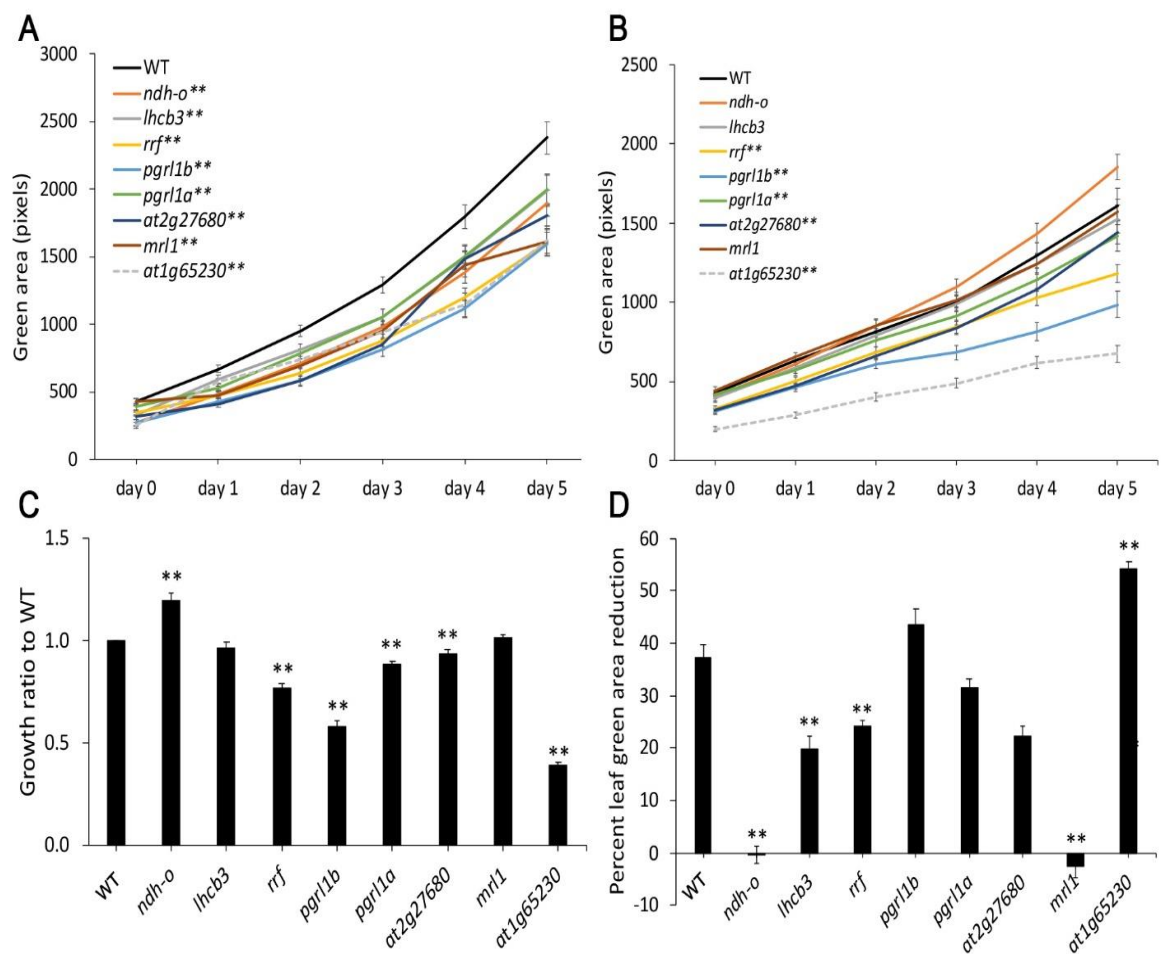 A
Green area (pixels)
3000
2500
2000
1500
1000
500
0
WT
ndh-o**
lhcb3**
rrf**
pgrl1b**
pgrl1a**
at2g27680**
mrl1**
at1g65230**
day 0 day 1 day 2 day 3 day 4 day 5
B
Green area (pixels)
2500
2000
1500
1000
500
0
WT
ndh-o
lhcb3
rrf**
pgrl1b**
pgrl1a**
at2g27680**
mrl1
at1g65230**
day 0 day 1 day 2 day 3 day 4 day 5
C
Growth ratio to WT
1.5
1.0
0.5
0.0
**
**
**
**
**
**
WT ndh-o lhcb3 rrf pgrl1b pgrl1a at2g27680 mrl1 at1g65230
D
Percent leaf green area reduction
60
50
40
30
20
10
0
-10
**
**
**
**
**
WT ndh-o lhcb3 rrf pgrl1b pgrl1a at2g27680 mrl1 at1g65230